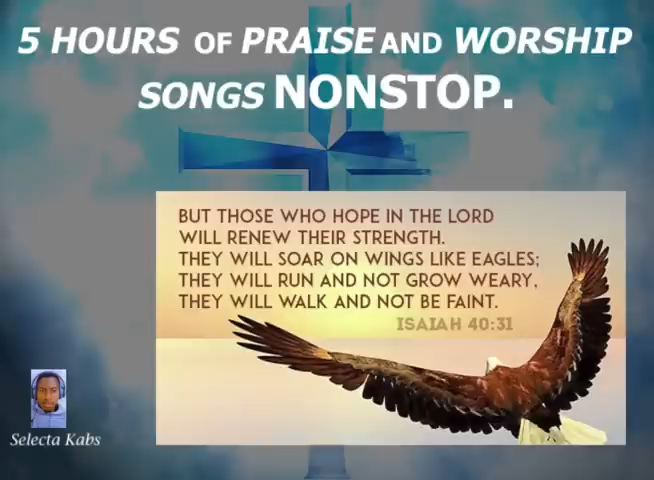 5 HOURS OF PRAISE AND WORSHIP
SONGS NONSTOP.
BUT THOSE WHO HOPE IN THE LORD
WILL RENEW THEIR STRENGTH.
THEY WILL SOAR ON WINGS LIKE EAGLES;
THEY WILL RUN AND NOT GROW WEARY,
THEY WILL WALK AND NOT BE FAINT.
ISAIAH 40:31
Selecta Kabs